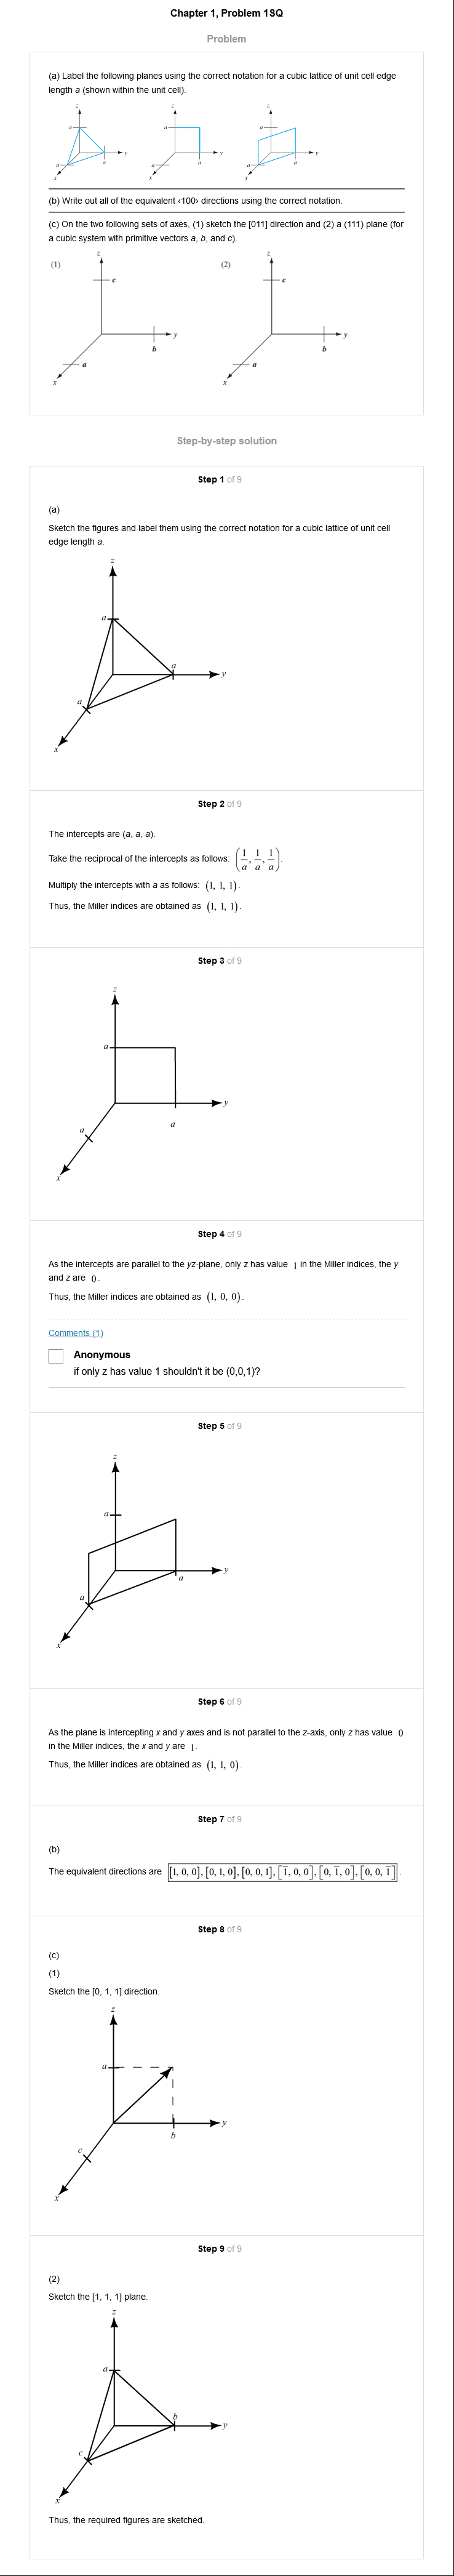 Chapter 1, Problem 1SQ
Problem
(a) Label the following planes using the correct notation for a cubic lattice of unit cell edge
length a (shown within the unit cell).
z
a
y
a
a
x
z
a
y
a
a
x
z
a
y
a
a
x
(b) Write out all of the equivalent ‹100› directions using the correct notation.
(c) On the two following sets of axes, (1) sketch the [011] direction and (2) a (111) plane (for
a cubic system with primitive vectors a, b, and c).
(1)
z
c
y
b
a
x
(2)
z
c
y
b
a
x
Step-by-step solution
Step 1 of 9
(a)
Sketch the figures and label them using the correct notation for a cubic lattice of unit cell
edge length a.
z
a
a
y
a
x
Step 2 of 9
The intercepts are (a, a, a).
Take the reciprocal of the intercepts as follows: (1/a, 1/a, 1/a).
Multiply the intercepts with a as follows: (1, 1, 1).
Thus, the Miller indices are obtained as (1, 1, 1).
Step 3 of 9
z
a
y
a
a
x
Step 4 of 9
As the intercepts are parallel to the yz-plane, only z has value 1 in the Miller indices, the y
and z are 0.
Thus, the Miller indices are obtained as (1, 0, 0).
Comments (1)
Anonymous
if only z has value 1 shouldn't it be (0,0,1)?
Step 5 of 9
z
a
y
a
a
x
Step 6 of 9
As the plane is intercepting x and y axes and is not parallel to the z-axis, only z has value 0
in the Miller indices, the x and y are 1.
Thus, the Miller indices are obtained as (1, 1, 0).
Step 7 of 9
(b)
The equivalent directions are [1, 0, 0], [0, 1, 0], [0, 0, 1], [1̄, 0, 0], [0, 1̄, 0], [0, 0, 1̄].
Step 8 of 9
(c)
(1)
Sketch the [0, 1, 1] direction.
z
a
y
b
c
x
Step 9 of 9
(2)
Sketch the [1, 1, 1] plane.
z
a
b
y
c
x
Thus, the required figures are sketched.